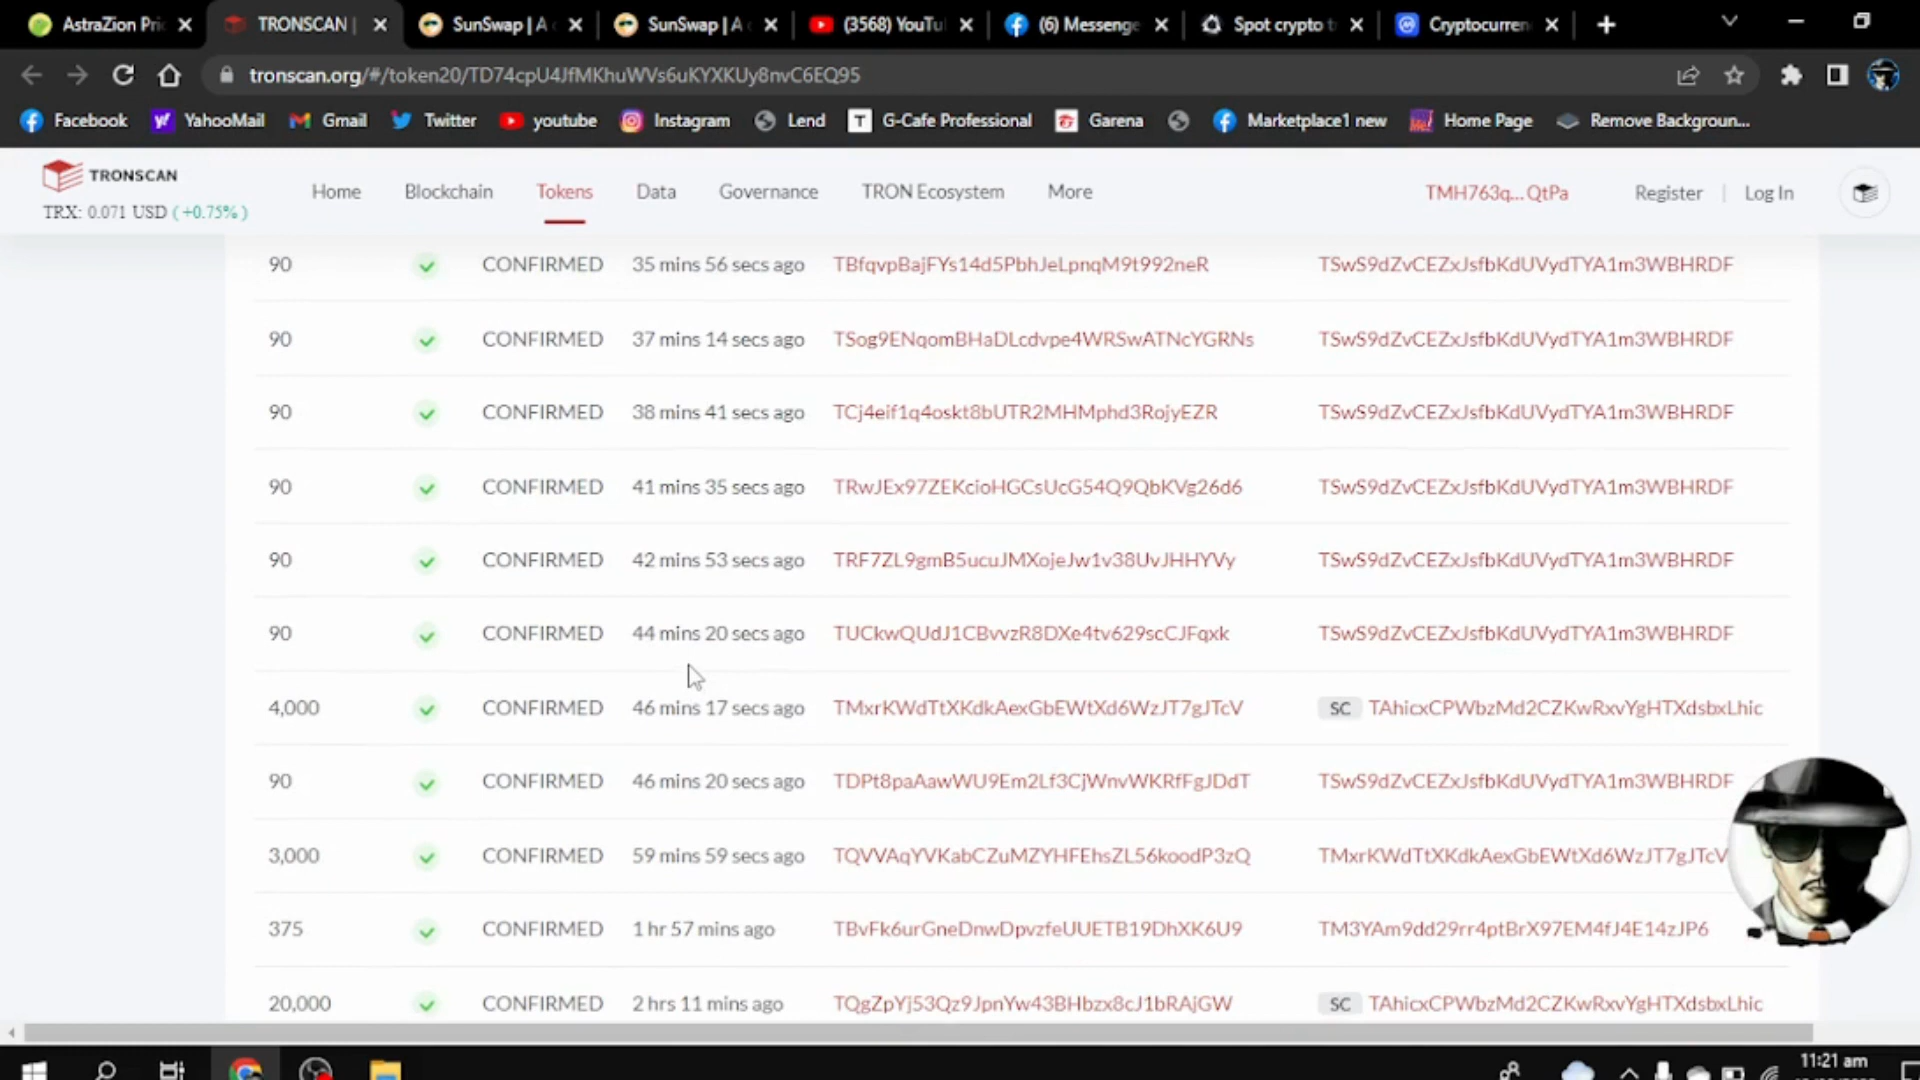 AstraZion Pri
TRONSCAN |
SunSwap | A
SunSwap | A
(3568) YouTu
(6) Messenge
Spot crypto t
Cryptocurren
tronscan.org/#/token20/TD74cpU4JfMKhuWVs6uKYXKUy8nvC6EQ95
Facebook YahooMail Gmail Twitter youtube Instagram Lend G-Cafe Professional Garena Marketplace1 new Home Page Remove Backgroun...
TRONSCAN
TRX: 0.071 USD (+0.75%)
Home Blockchain Tokens Data Governance TRON Ecosystem More TMH763q...QtPa Register | Log In
90 CONFIRMED 35 mins 56 secs ago TBfqvpBajFYs14d5PbhJeLpnqM9t992neR TSwS9dZvCEZxJsfbKdUVydTYA1m3WBHRDF
90 CONFIRMED 37 mins 14 secs ago TSog9ENqomBHaDLcdvpe4WRSwATNcYGRNs TSwS9dZvCEZxJsfbKdUVydTYA1m3WBHRDF
90 CONFIRMED 38 mins 41 secs ago TCj4eif1q4oskt8bUTR2MHMphd3RojyEZR TSwS9dZvCEZxJsfbKdUVydTYA1m3WBHRDF
90 CONFIRMED 41 mins 35 secs ago TRwJEx97ZEKcioHGCsUcG54Q9QbKVg26d6 TSwS9dZvCEZxJsfbKdUVydTYA1m3WBHRDF
90 CONFIRMED 42 mins 53 secs ago TRF7ZL9gmB5ucuJMXojeJw1v38UvJHHYVy TSwS9dZvCEZxJsfbKdUVydTYA1m3WBHRDF
90 CONFIRMED 44 mins 20 secs ago TUCkwQUdJ1CBvvzR8DXe4tv629scCJFqxk TSwS9dZvCEZxJsfbKdUVydTYA1m3WBHRDF
4,000 CONFIRMED 46 mins 17 secs ago TMxrKWdTtXKdkAexGbEWtXd6WzJT7gJTcV SC TAhicxCPWbzMd2CZKwRxvYgHTXdsbxLhic
90 CONFIRMED 46 mins 20 secs ago TDPt8paAawWU9Em2Lf3CjWnvWKRfFgJDdT TSwS9dZvCEZxJsfbKdUVydTYA1m3WBHRDF
3,000 CONFIRMED 59 mins 59 secs ago TQVVAqYVKabCZuMZYHFEhsZL56koodP3zQ TMxrKWdTtXKdkAexGbEWtXd6WzJT7gJTcV
375 CONFIRMED 1 hr 57 mins ago TBvFk6urGneDnwDpvzfeUUETB19DhXK6U9 TM3YAm9dd29rr4ptBrX97EM4fJ4E14zJP6
20,000 CONFIRMED 2 hrs 11 mins ago TQgZpYj53Qz9JpnYw43BHbzx8cJ1bRAjGW SC TAhicxCPWbzMd2CZKwRxvYgHTXdsbxLhic
11:21 am